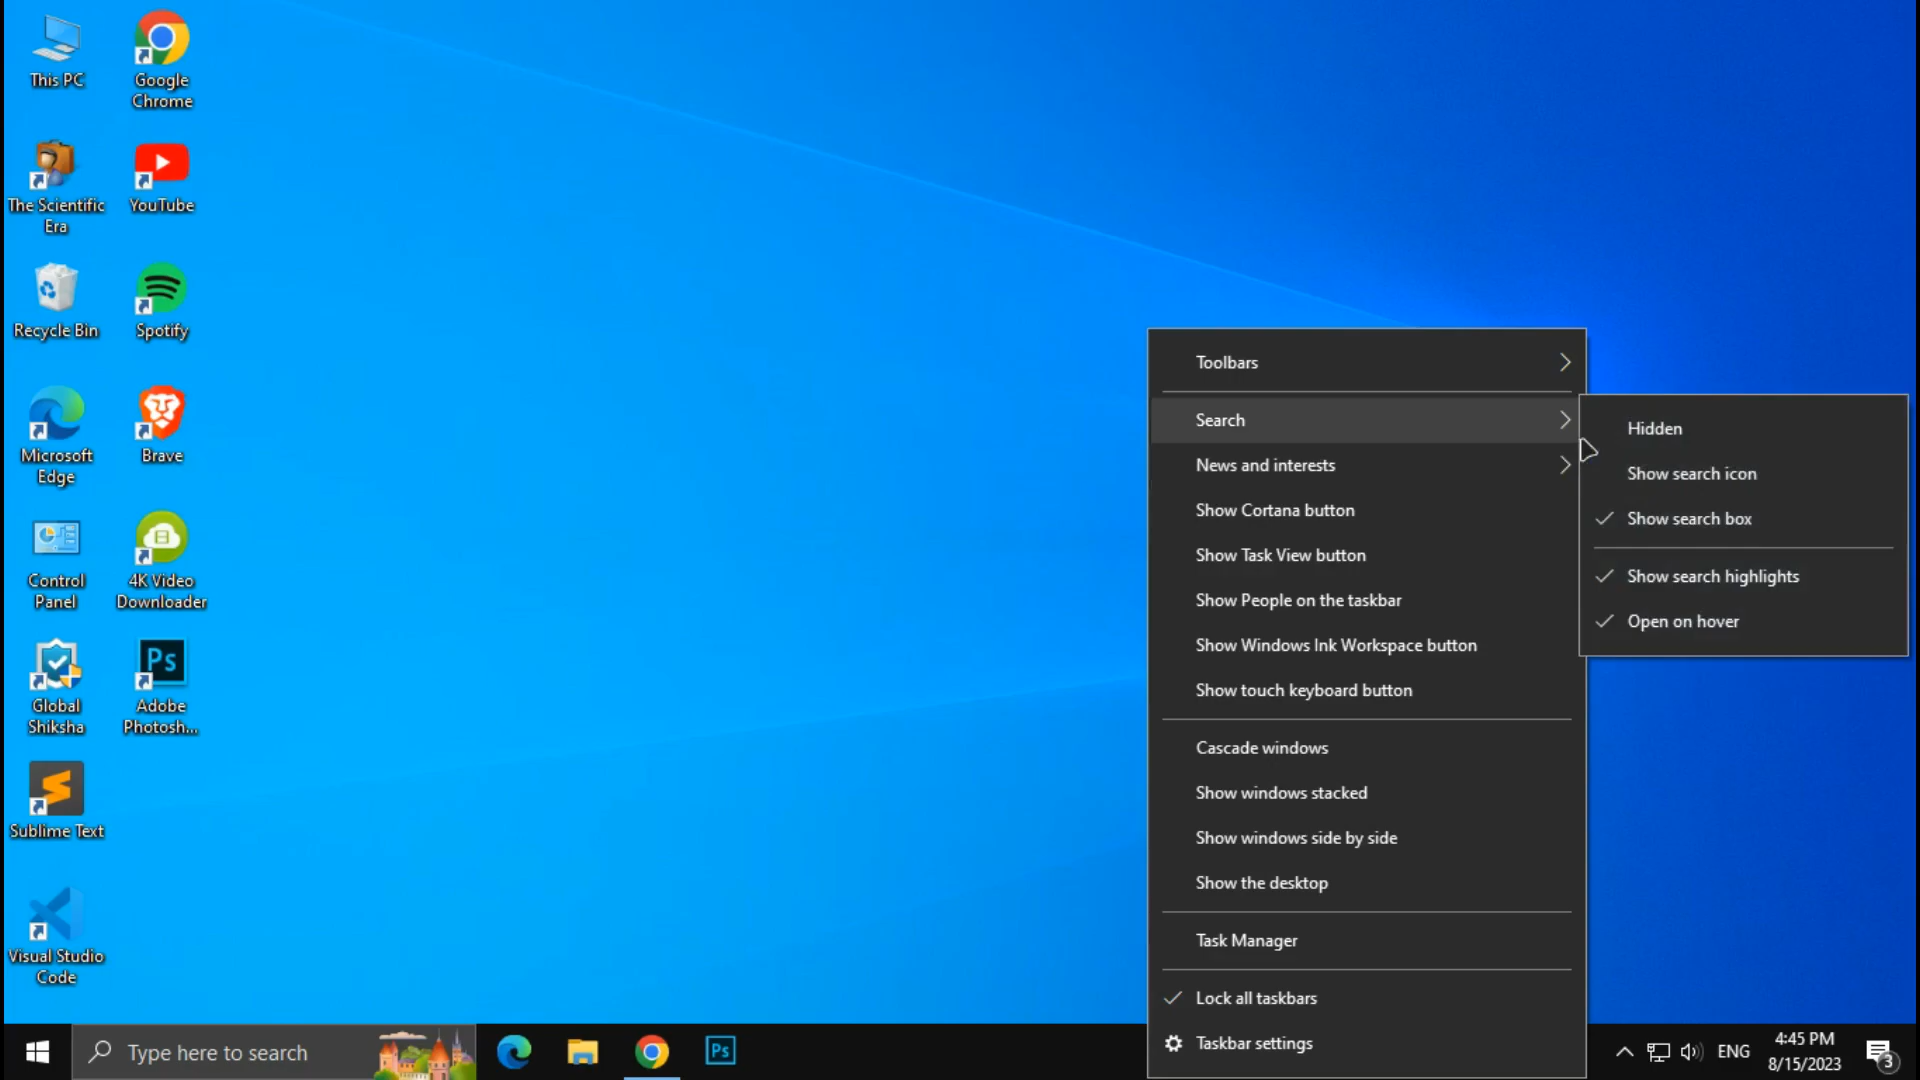 This PC
Google
Chrome
The Scientific
Era
YouTube
Recycle Bin
Spotify
Microsoft
Edge
Brave
Control
Panel
4K Video
Downloader
Global
Shiksha
Ps
Adobe
Photosh...
Sublime Text
Visual Studio
Code
Toolbars
Search
News and interests
Show Cortana button
Show Task View button
Show People on the taskbar
Show Windows Ink Workspace button
Show touch keyboard button
Cascade windows
Show windows stacked
Show windows side by side
Show the desktop
Task Manager
Lock all taskbars
Taskbar settings
Hidden
Show search icon
Show search box
Show search highlights
Open on hover
Type here to search
Ps
ENG
4:45 PM
8/15/2023
3